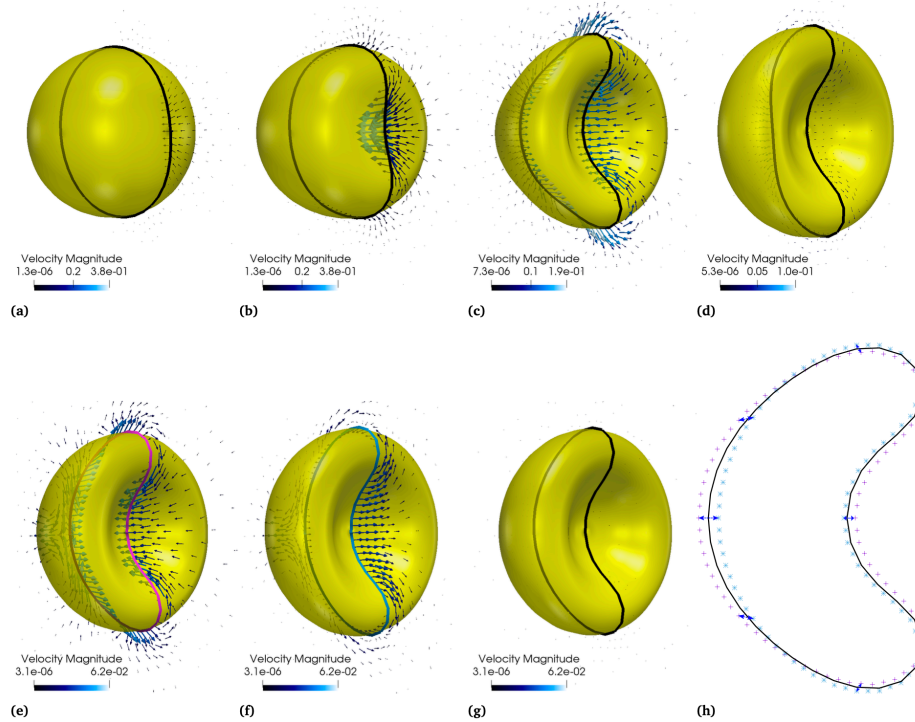 Velocity Magnitude
1.3e-06 0.2 3.8e-01
(a)
Velocity Magnitude
1.3e-06 0.2 3.8e-01
(b)
Velocity Magnitude
7.3e-06 0.1 1.9e-01
(c)
Velocity Magnitude
5.3e-06 0.05 1.0e-01
(d)
Velocity Magnitude
3.1e-06 6.2e-02
(e)
Velocity Magnitude
3.1e-06 6.2e-02
(f)
Velocity Magnitude
3.1e-06 6.2e-02
(g)
(h)